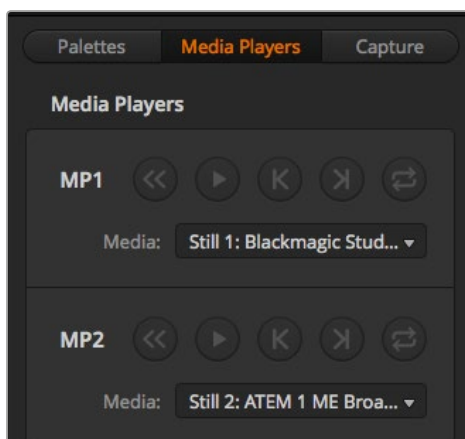 Palettes Media Players Capture
Media Players
MP1
Media: Still 1: Blackmagic Stud...
MP2
Media: Still 2: ATEM 1 ME Broa...